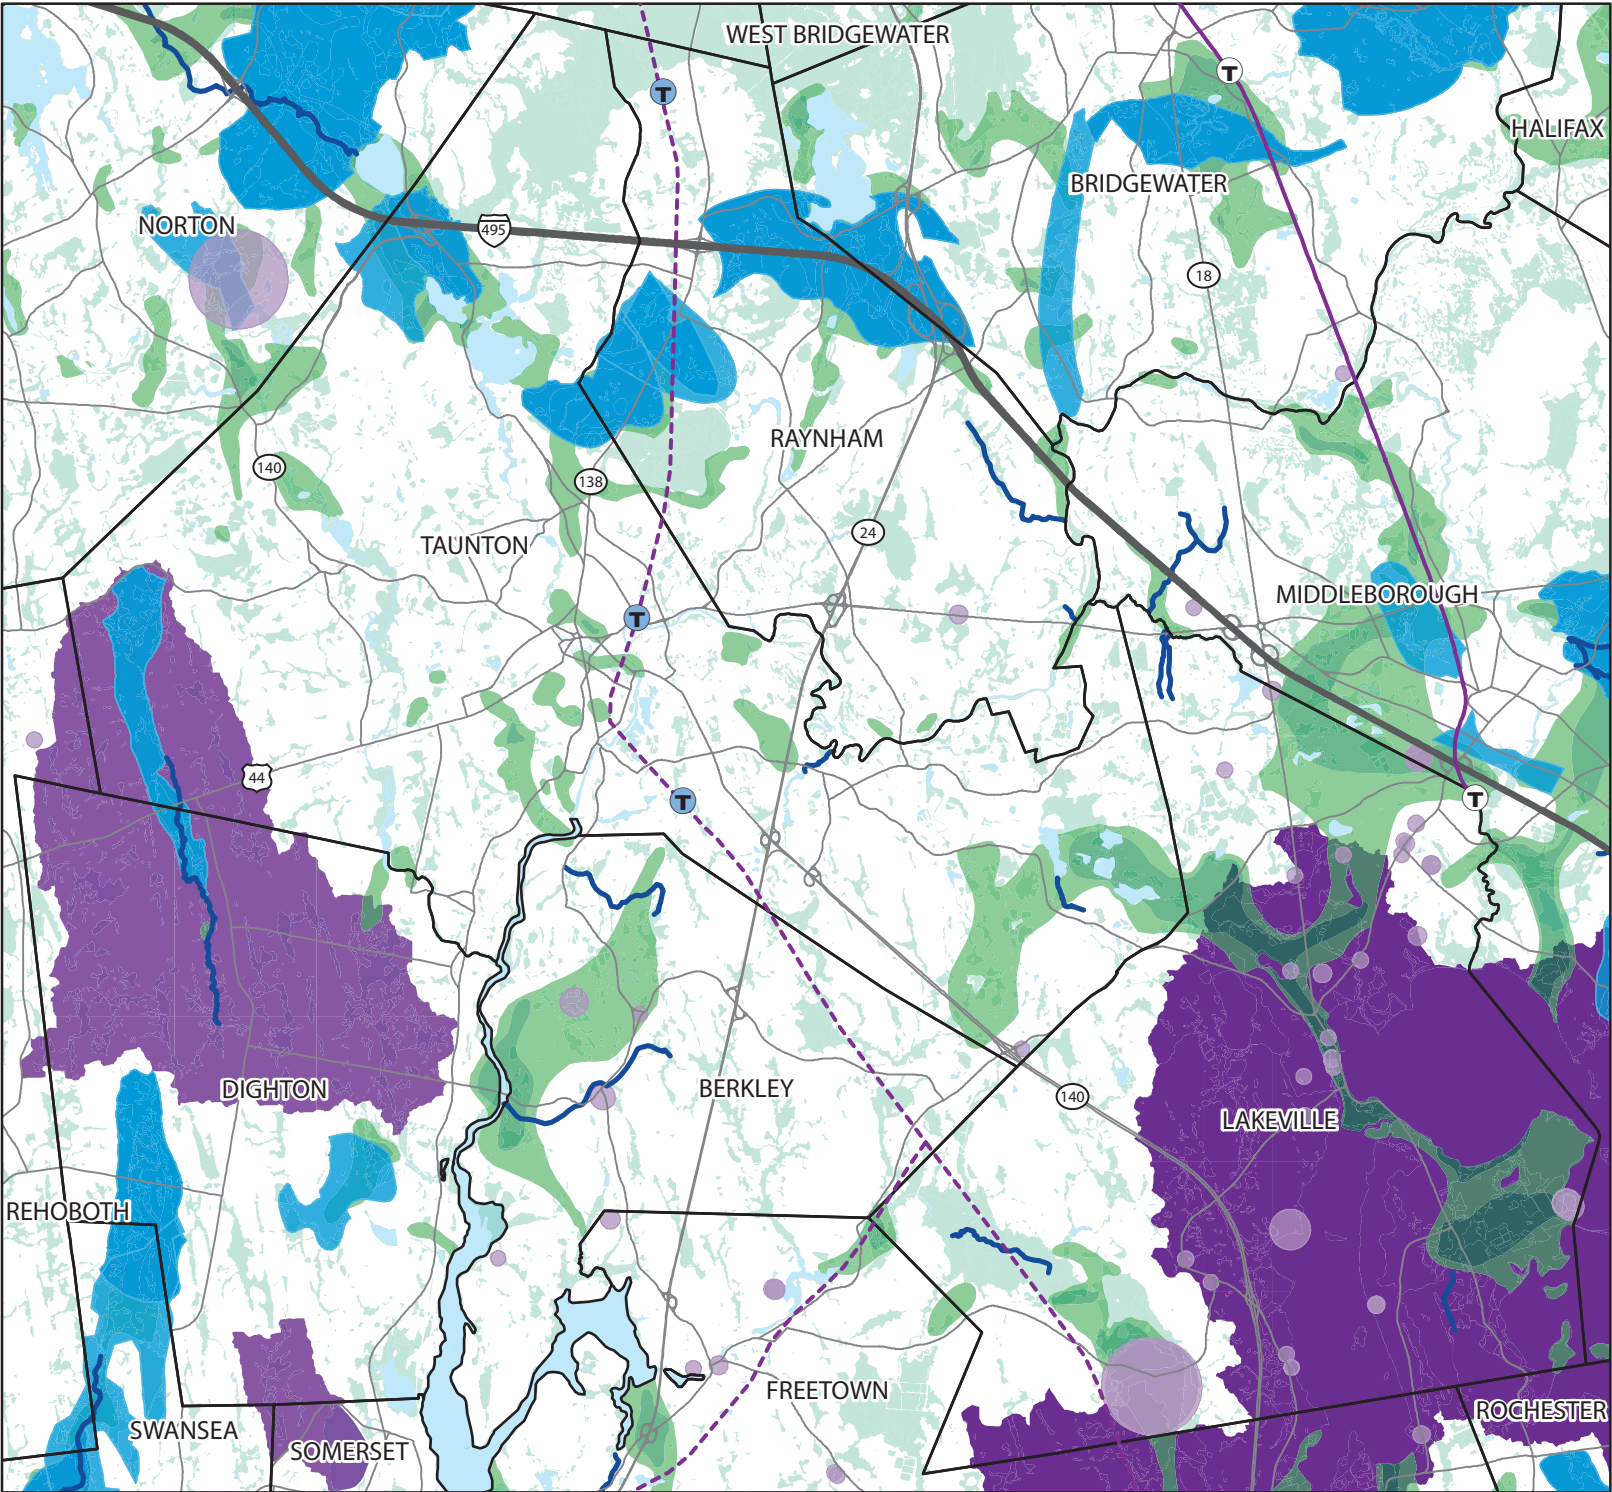 WEST BRIDGEWATER
T
T
HALIFAX
BRIDGEWATER
NORTON
495
18
RAYNHAM
140
138
24
TAUNTON
MIDDLEBOROUGH
T
44
T
T
DIGHTON
BERKLEY
140
LAKEVILLE
REHOBOTH
FREETOWN
ROCHESTER
SWANSEA
SOMERSET